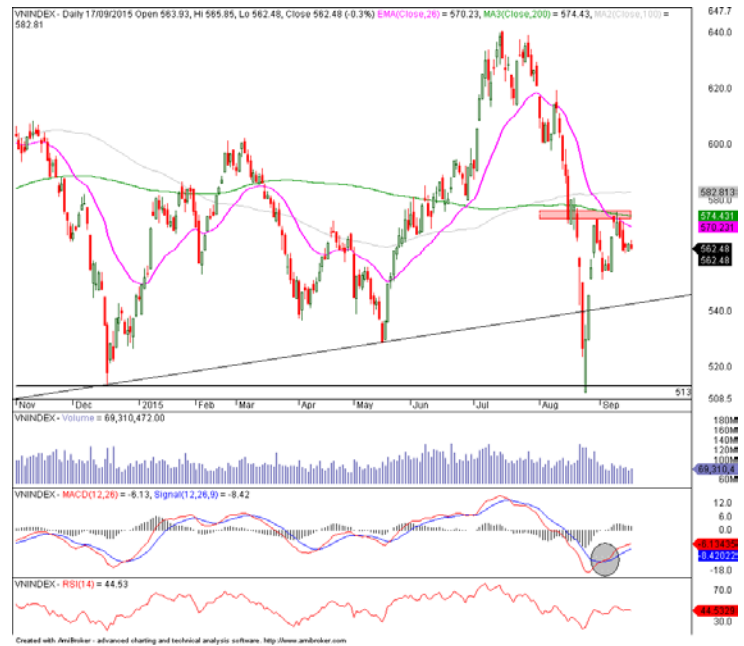 VNINDEX - Daily 17/09/2015 Open 563.93, Hi 565.85, Lo 562.48, Close 562.48 (-0.3%) EMA(Close,26) = 570.23, MA3(Close,200) = 574.43, MA2(Close,100) =
582.81
647.7
640.0
620.0
600.0
582.813
580.0
574.431
570.231
562.48
562.48
540.0
520.0
513
508.5
Nov Dec 2015 Feb Mar Apr May Jun Jul Aug Sep
VNINDEX - Volume = 69,310,472.00
180M
160M
140M
120M
100M
69,310,4
60M
VNINDEX - MACD(12,26) = -6.13, Signal(12,26,9) = -8.42
12.0
6.0
0.0
-6.13435
-8.42022
-18.0
VNINDEX - RSI(14) = 44.53
70.0
44.5329
30.0
Created with AmiBroker - advanced charting and technical analysis software. http://www.amibroker.com